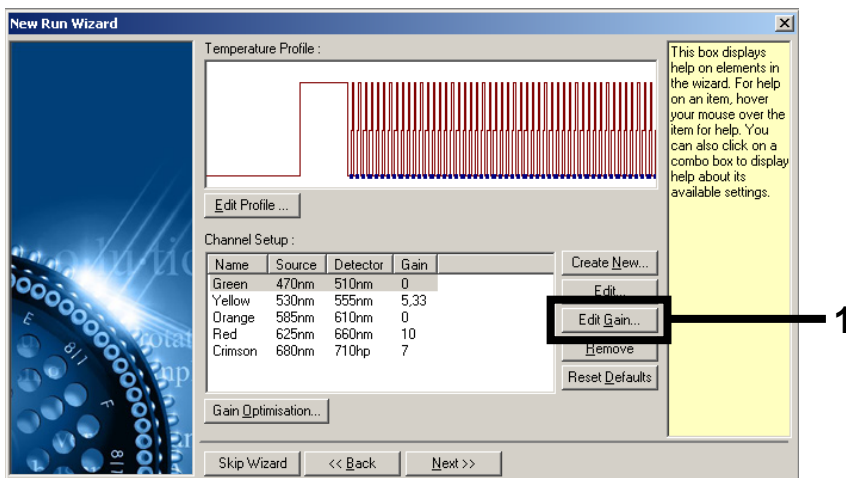 New Run Wizard
Temperature Profile :
Edit Profile ...
Channel Setup :
Name Source Detector Gain
Green 470nm 510nm 0
Yellow 530nm 555nm 5,33
Orange 585nm 610nm 0
Red 625nm 660nm 10
Crimson 680nm 710hp 7
Create New...
Edit...
Edit Gain...
1
Remove
Reset Defaults
Gain Optimisation...
Skip Wizard
<< Back
Next >>
This box displays
help on elements in
the wizard. For help
on an item, hover
your mouse over the
item for help. You
can also click on a
combo box to display
help about its
available settings.